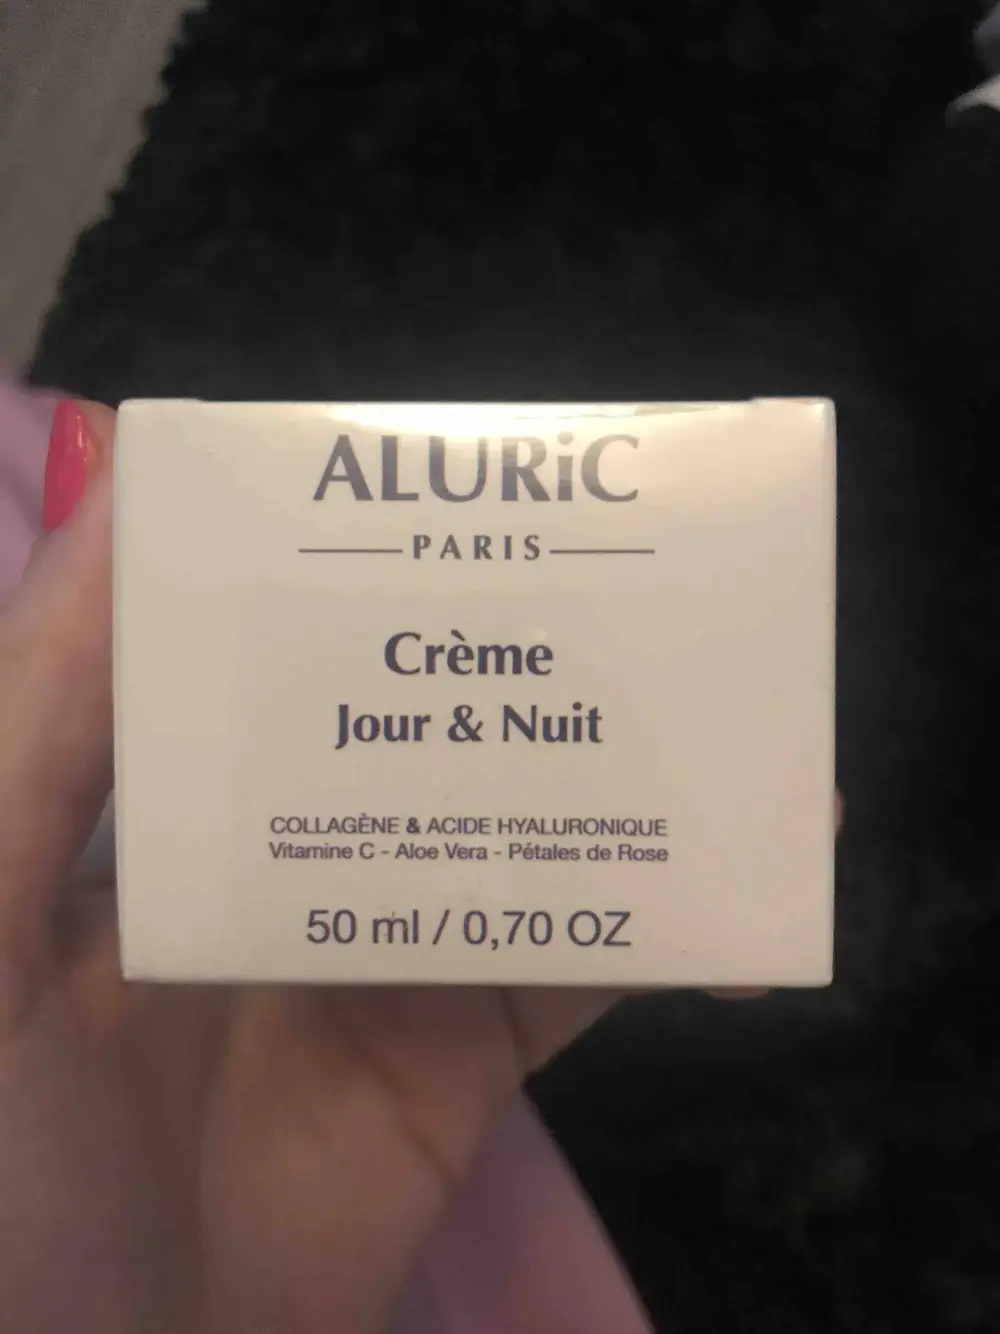 ALURiC
PARIS
Crème
Jour & Nuit
COLLAGÈNE & ACIDE HYALURONIQUE
Vitamine C - Aloe Vera - Pétales de Rose
50 ml / 0,70 OZ